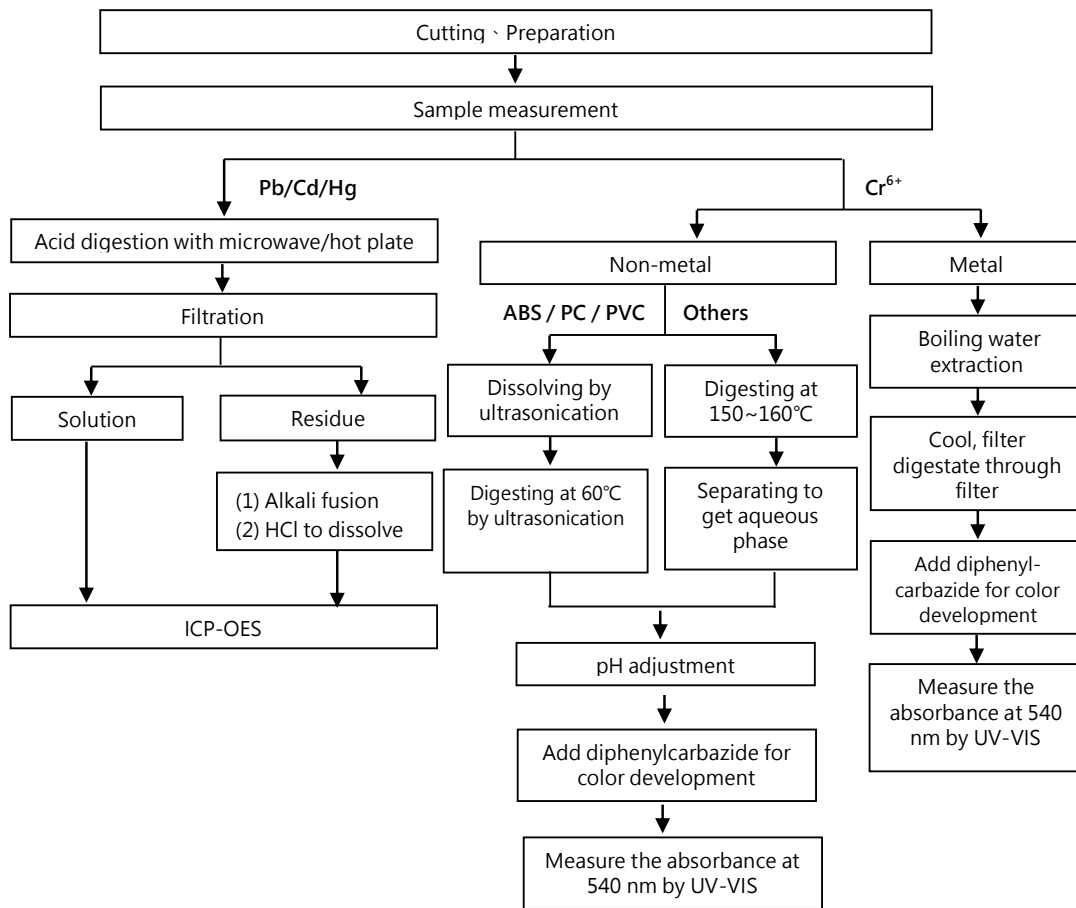 Cutting、Preparation
Sample measurement
Pb/Cd/Hg
Cr⁶⁺
Acid digestion with microwave/hot plate
Filtration
Solution
Residue
(1) Alkali fusion
(2) HCl to dissolve
ICP-OES
Non-metal
ABS / PC / PVC
Others
Dissolving by
ultrasonication
Digesting at
150~160℃
Digesting at 60℃
by ultrasonication
Separating to
get aqueous
phase
pH adjustment
Add diphenylcarbazide for
color development
Measure the absorbance at
540 nm by UV-VIS
Metal
Boiling water
extraction
Cool, filter
digestate through
filter
Add diphenyl-
carbazide for color
development
Measure the
absorbance at 540
nm by UV-VIS